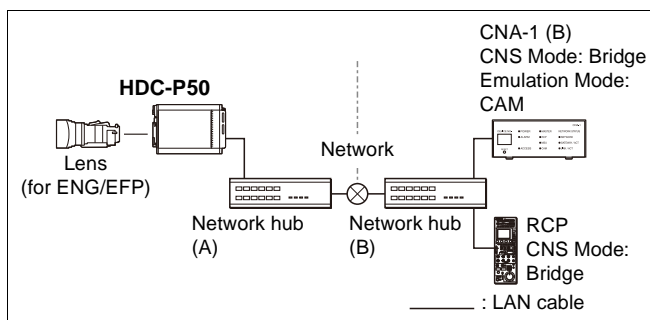 CNA-1 (B)
CNS Mode: Bridge
Emulation Mode:
CAM
HDC-P50
Lens
(for ENG/EFP)
Network
Network hub
(A)
Network hub
(B)
RCP
CNS Mode:
Bridge
: LAN cable